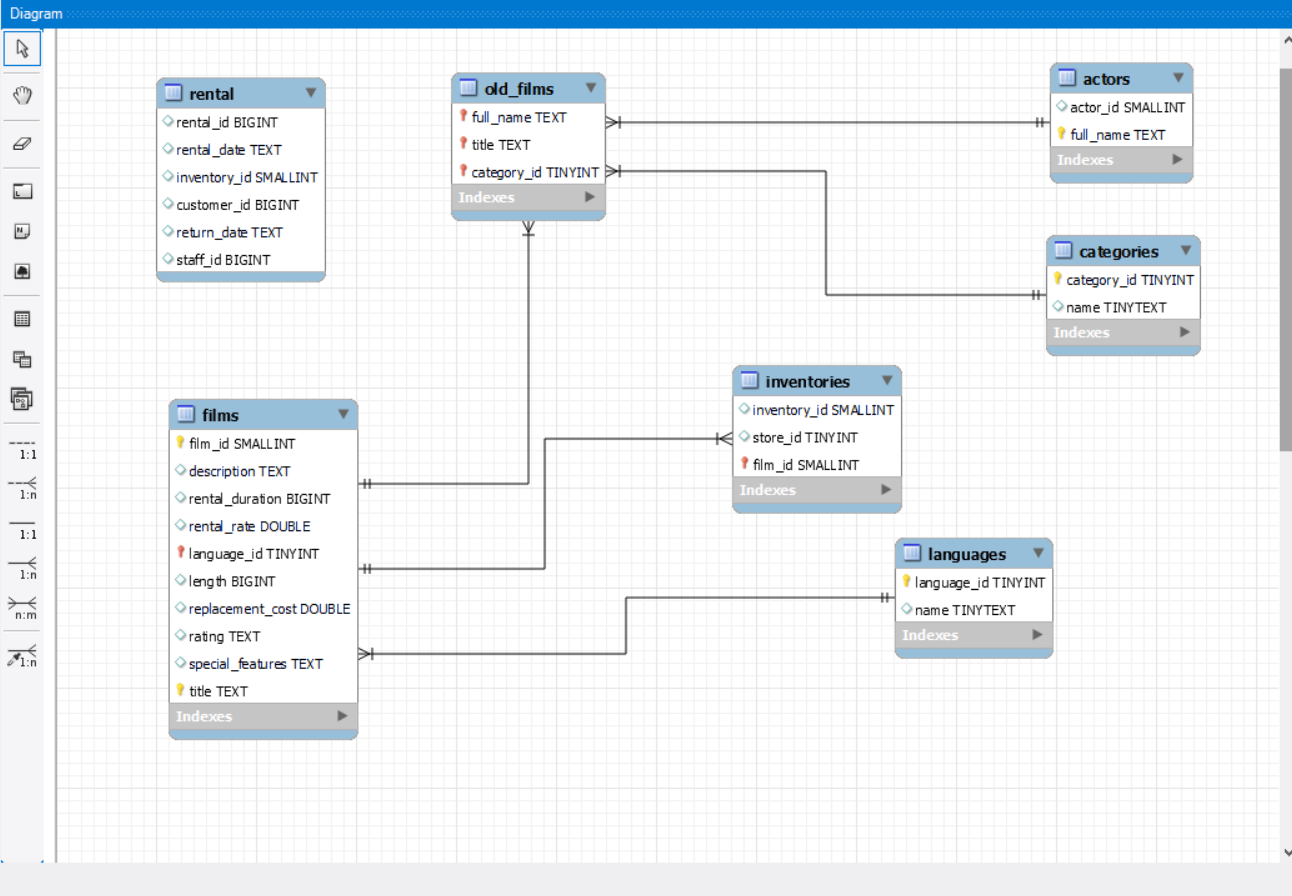 Diagram
1:1
1:n
1:1
1:n
n:m
1:n
rental
rental_id BIGINT
rental_date TEXT
inventory_id SMALLINT
customer_id BIGINT
return_date TEXT
staff_id BIGINT
old_films
full_name TEXT
title TEXT
category_id TINYINT
Indexes
actors
actor_id SMALLINT
full_name TEXT
Indexes
categories
category_id TINYINT
name TINYTEXT
Indexes
inventories
inventory_id SMALLINT
store_id TINYINT
film_id SMALLINT
Indexes
films
film_id SMALLINT
description TEXT
rental_duration BIGINT
rental_rate DOUBLE
language_id TINYINT
length BIGINT
replacement_cost DOUBLE
rating TEXT
special_features TEXT
title TEXT
Indexes
languages
language_id TINYINT
name TINYTEXT
Indexes